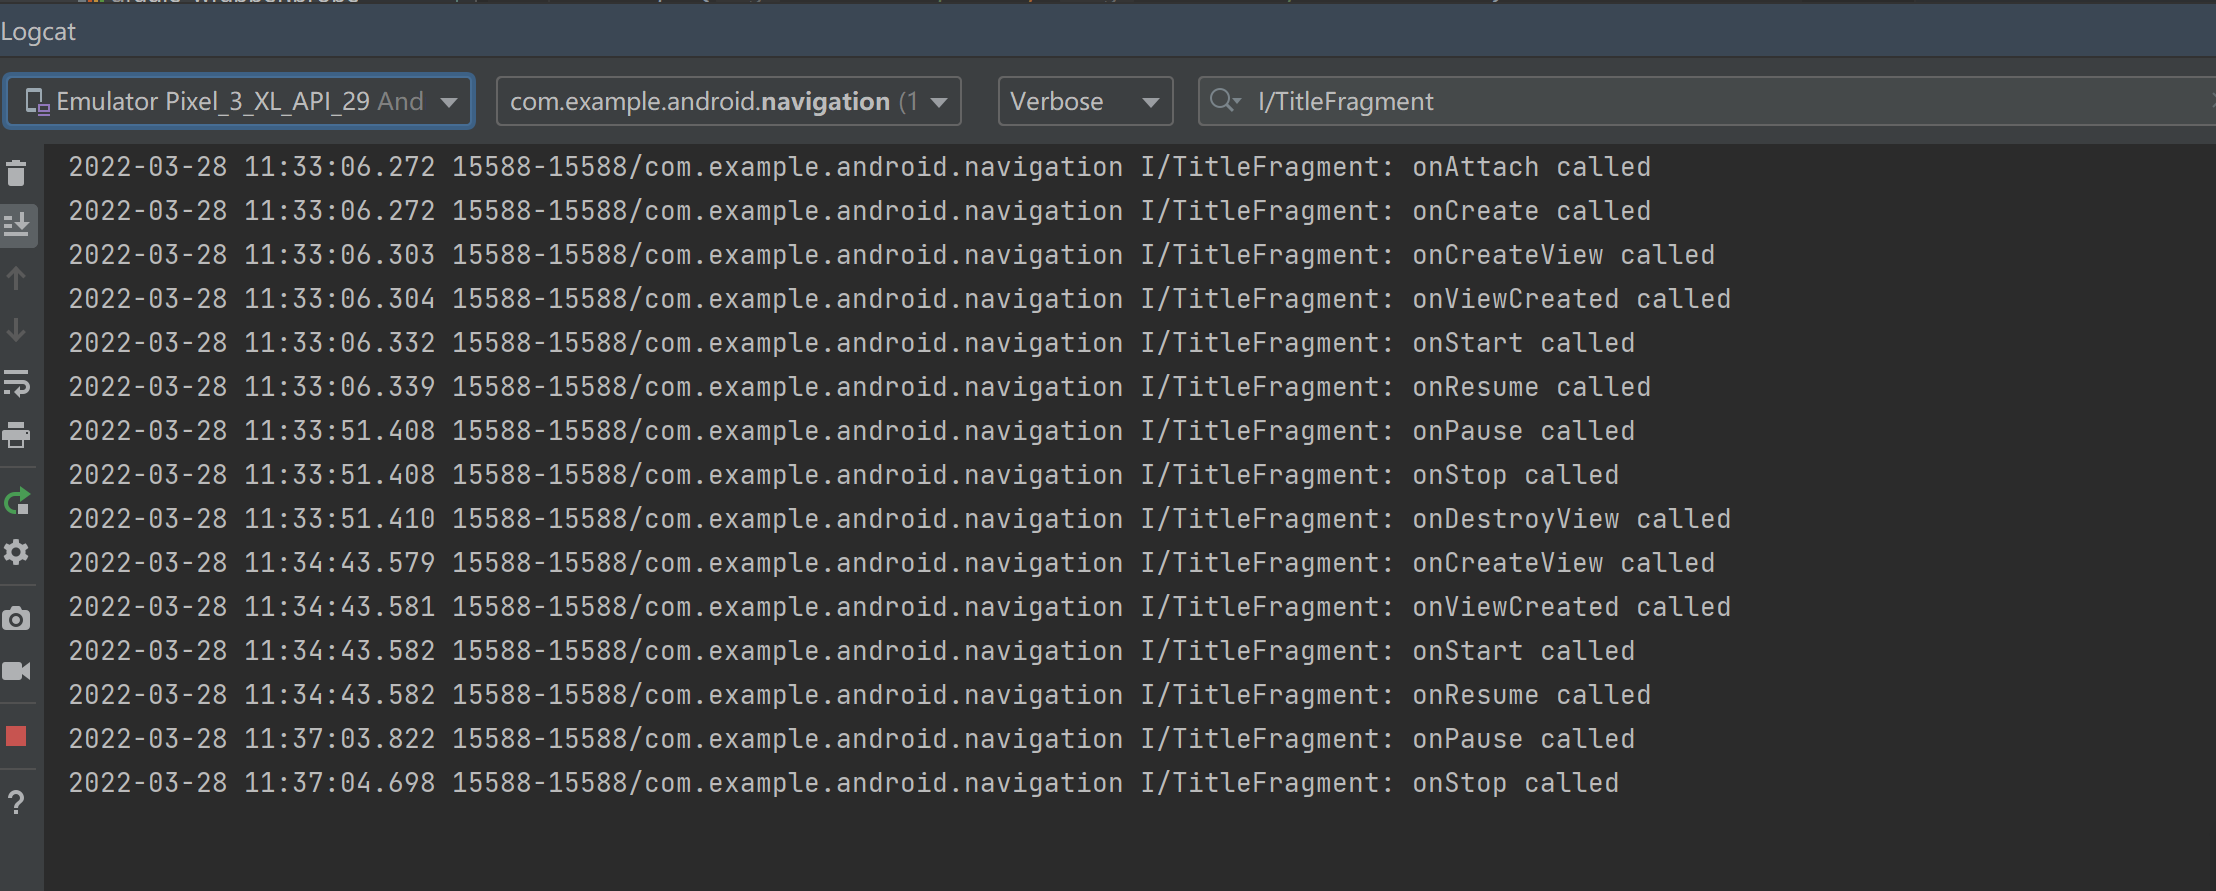 Logcat
Emulator Pixel_3_XL_API_29 And com.example.android.navigation (1 Verbose I/TitleFragment
2022-03-28 11:33:06.272 15588-15588/com.example.android.navigation I/TitleFragment: onAttach called
2022-03-28 11:33:06.272 15588-15588/com.example.android.navigation I/TitleFragment: onCreate called
2022-03-28 11:33:06.303 15588-15588/com.example.android.navigation I/TitleFragment: onCreateView called
2022-03-28 11:33:06.304 15588-15588/com.example.android.navigation I/TitleFragment: onViewCreated called
2022-03-28 11:33:06.332 15588-15588/com.example.android.navigation I/TitleFragment: onStart called
2022-03-28 11:33:06.339 15588-15588/com.example.android.navigation I/TitleFragment: onResume called
2022-03-28 11:33:51.408 15588-15588/com.example.android.navigation I/TitleFragment: onPause called
2022-03-28 11:33:51.408 15588-15588/com.example.android.navigation I/TitleFragment: onStop called
2022-03-28 11:33:51.410 15588-15588/com.example.android.navigation I/TitleFragment: onDestroyView called
2022-03-28 11:34:43.579 15588-15588/com.example.android.navigation I/TitleFragment: onCreateView called
2022-03-28 11:34:43.581 15588-15588/com.example.android.navigation I/TitleFragment: onViewCreated called
2022-03-28 11:34:43.582 15588-15588/com.example.android.navigation I/TitleFragment: onStart called
2022-03-28 11:34:43.582 15588-15588/com.example.android.navigation I/TitleFragment: onResume called
2022-03-28 11:37:03.822 15588-15588/com.example.android.navigation I/TitleFragment: onPause called
2022-03-28 11:37:04.698 15588-15588/com.example.android.navigation I/TitleFragment: onStop called